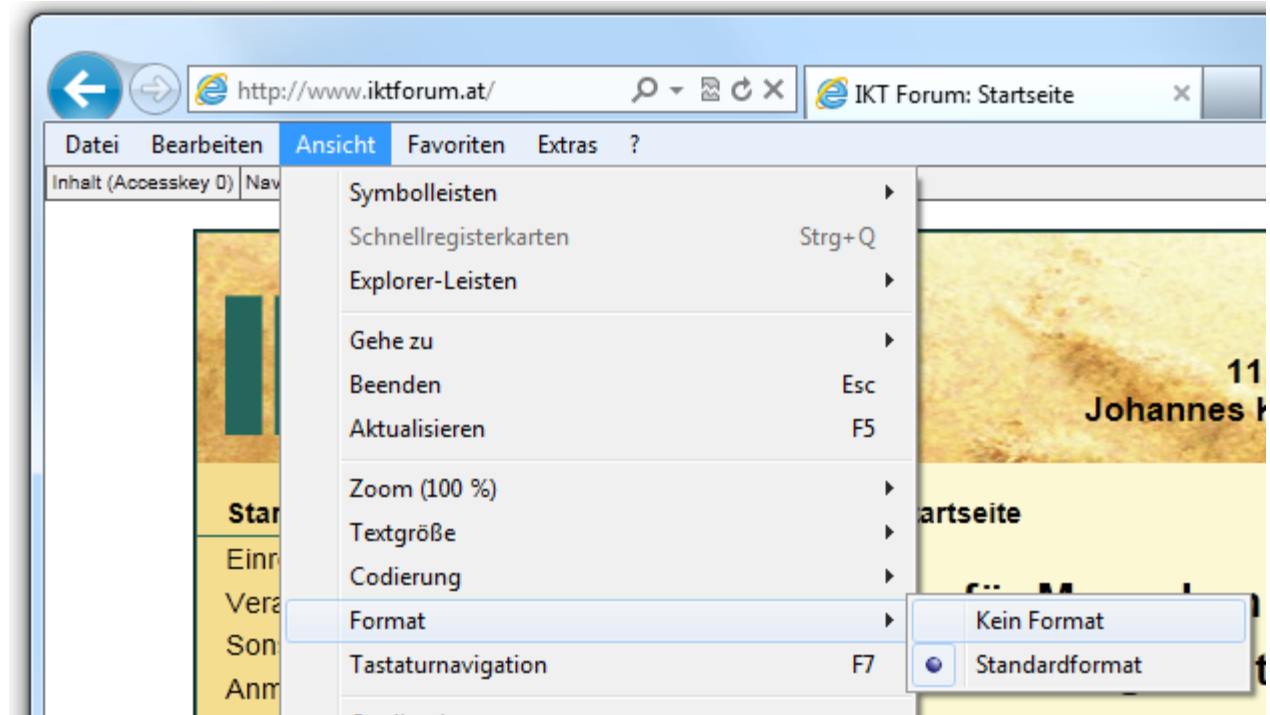 http://www.iktforum.at/
IKT Forum: Startseite
Datei Bearbeiten Ansicht Favoriten Extras ?
Inhalt (Accesskey 0)
Symbolleisten
Schnellregisterkarten Strg+Q
Explorer-Leisten
Gehe zu
Beenden Esc
Aktualisieren F5
Zoom (100 %)
Textgröße
Codierung
Format
Tastaturnavigation F7
Kein Format
Standardformat
11
Johannes